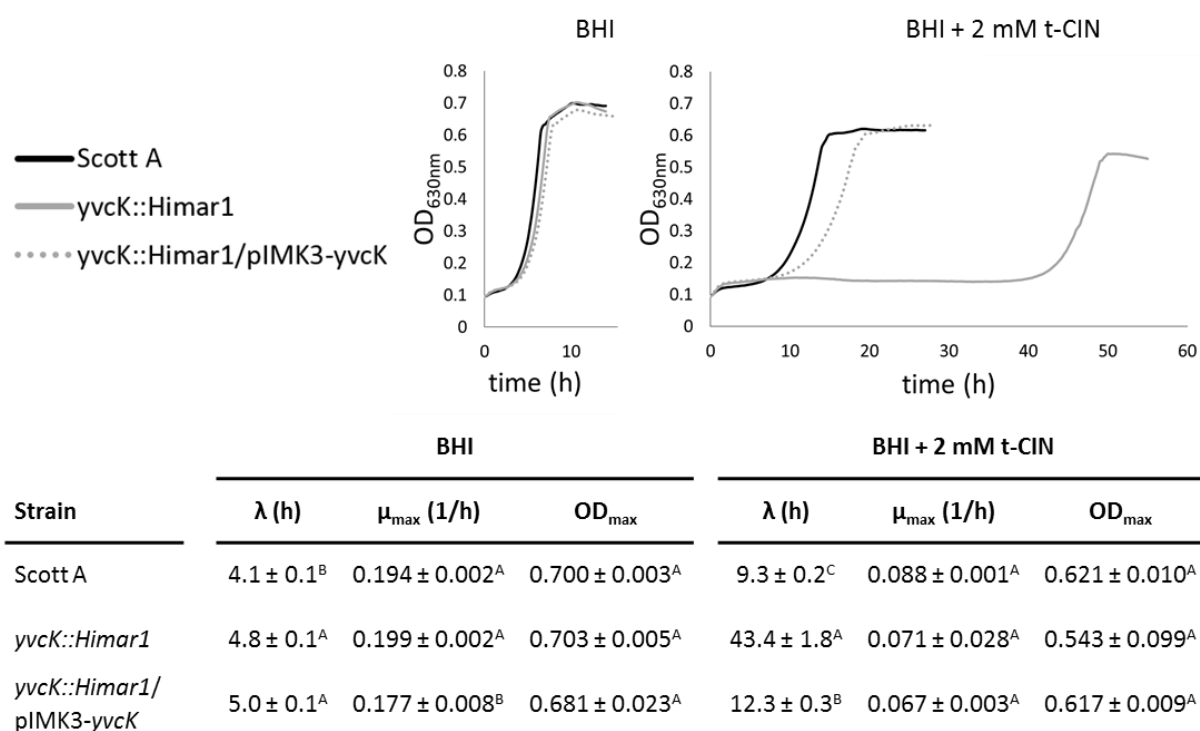 BHI
BHI + 2 mM t-CIN
Scott A
yvcK::Himar1
yvcK::Himar1/pIMK3-yvcK
OD630nm
0.8
0.7
0.6
0.5
0.4
0.3
0.2
0.1
0
0 10
time (h)
OD630nm
0.8
0.7
0.6
0.5
0.4
0.3
0.2
0.1
0
0 10 20 30 40 50 60
time (h)
BHI BHI + 2 mM t-CIN
Strain λ (h) μmax (1/h) ODmax λ (h) μmax (1/h) ODmax
Scott A 4.1 ± 0.1ᴮ 0.194 ± 0.002ᴬ 0.700 ± 0.003ᴬ 9.3 ± 0.2ᶜ 0.088 ± 0.001ᴬ 0.621 ± 0.010ᴬ
yvcK::Himar1 4.8 ± 0.1ᴬ 0.199 ± 0.002ᴬ 0.703 ± 0.005ᴬ 43.4 ± 1.8ᴬ 0.071 ± 0.028ᴬ 0.543 ± 0.099ᴬ
yvcK::Himar1/
pIMK3-yvcK 5.0 ± 0.1ᴬ 0.177 ± 0.008ᴮ 0.681 ± 0.023ᴬ 12.3 ± 0.3ᴮ 0.067 ± 0.003ᴬ 0.617 ± 0.009ᴬ